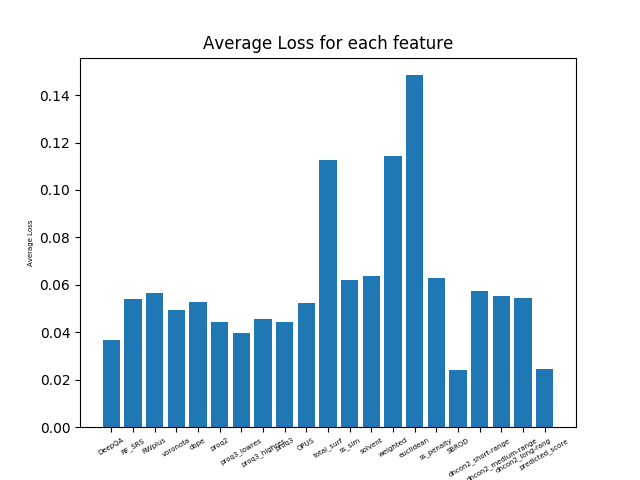 Average Loss for each feature
Average Loss
0.14
0.12
0.10
0.08
0.06
0.04
0.02
0.00
DeepQA
RF_SRS
RWplus
voronota
dope
proq2
proq3_lowres
proq3_highres
proq3
OPUS
total_surf
ss_sim
solvent
weighted
euclidean
ss_penalty
SBROD
dncon2_short-range
dncon2_medium-range
dncon2_long-rang
predicted_score